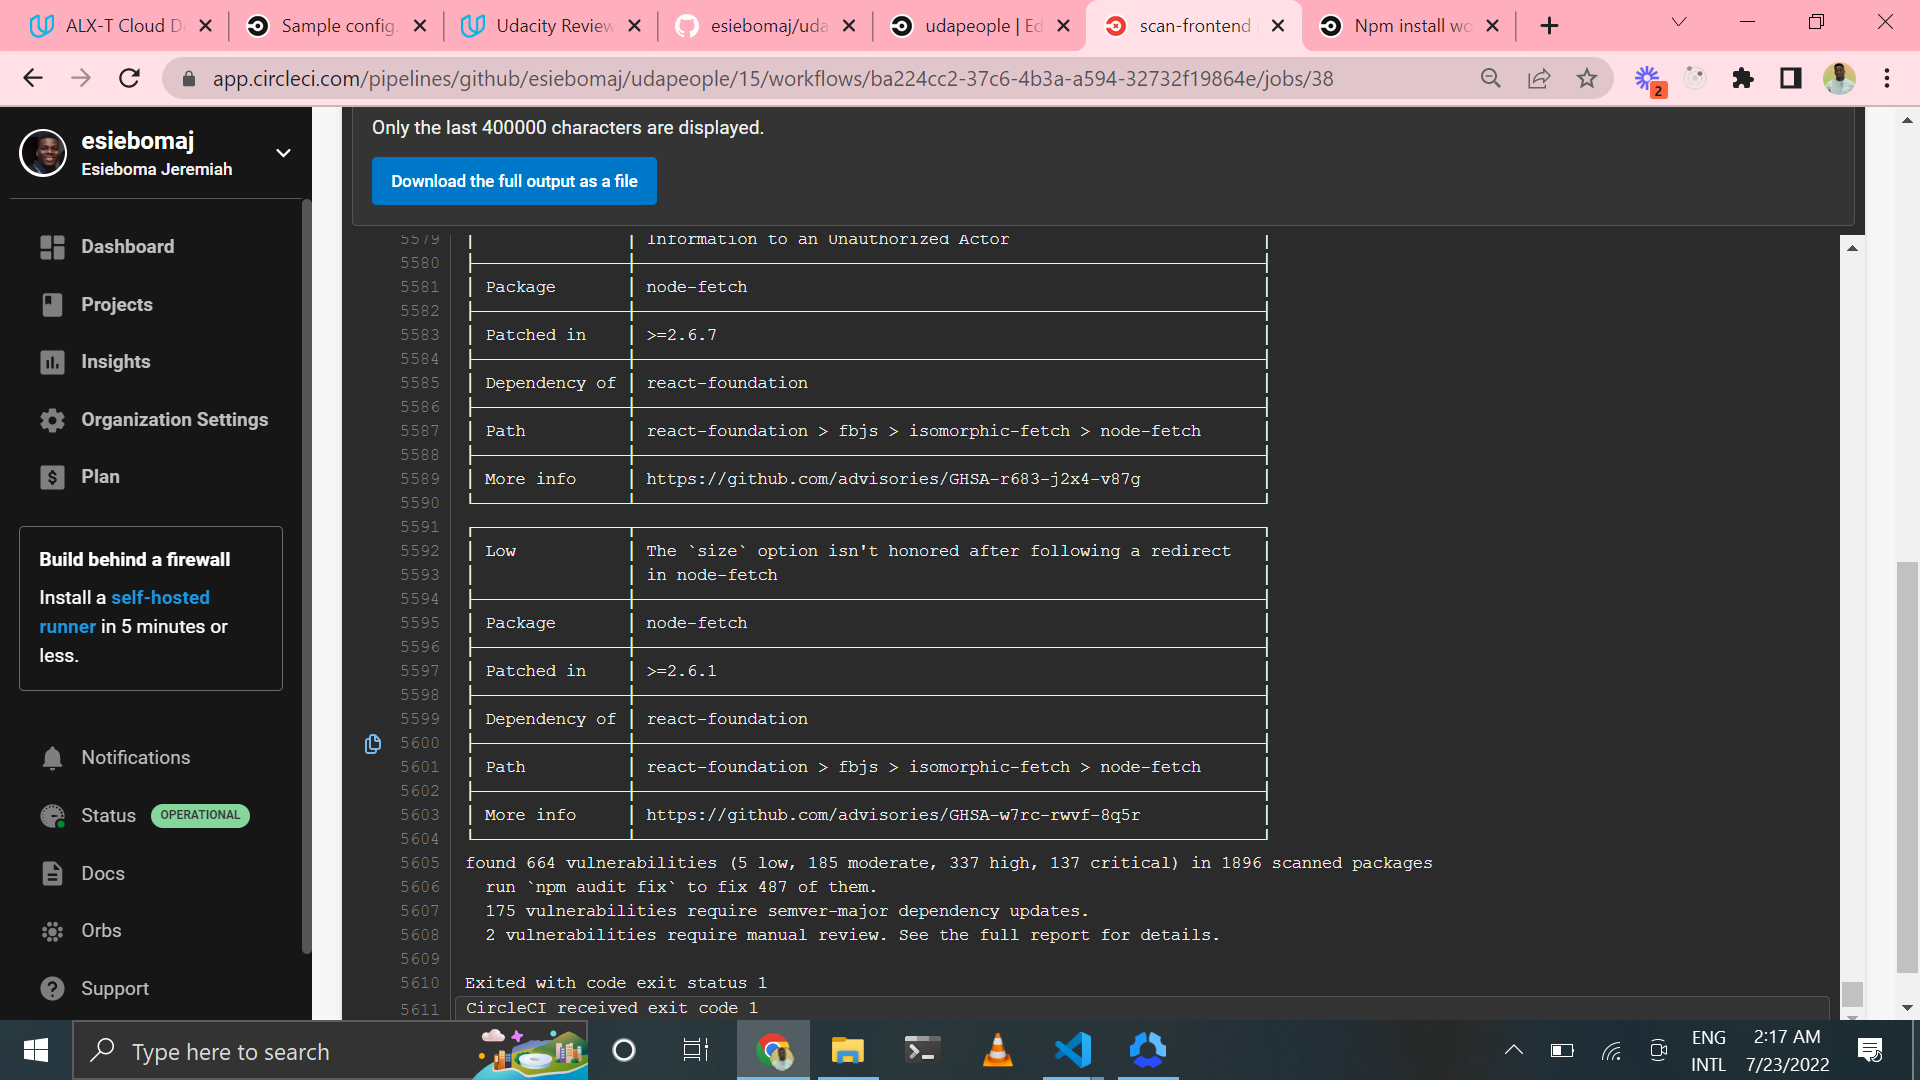 ALX-T Cloud De
Sample config.
Udacity Review
esiebomaj/uda
udapeople | Ed
scan-frontend
Npm install wo
app.circleci.com/pipelines/github/esiebomaj/udapeople/15/workflows/ba224cc2-37c6-4b3a-a594-32732f19864e/jobs/38
2
esiebomaj
Esieboma Jeremiah
Dashboard
Projects
Insights
Organization Settings
Plan
Build behind a firewall
Install a self-hosted
runner in 5 minutes or
less.
Notifications
Status OPERATIONAL
Docs
Orbs
Support
Only the last 400000 characters are displayed.
Download the full output as a file
5579 Information to an Unauthorized Actor
5580
5581 Package node-fetch
5582
5583 Patched in >=2.6.7
5584
5585 Dependency of react-foundation
5586
5587 Path react-foundation > fbjs > isomorphic-fetch > node-fetch
5588
5589 More info https://github.com/advisories/GHSA-r683-j2x4-v87g
5590
5591
5592 Low The `size` option isn't honored after following a redirect
5593 in node-fetch
5594
5595 Package node-fetch
5596
5597 Patched in >=2.6.1
5598
5599 Dependency of react-foundation
5600
5601 Path react-foundation > fbjs > isomorphic-fetch > node-fetch
5602
5603 More info https://github.com/advisories/GHSA-w7rc-rwvf-8q5r
5604
5605 found 664 vulnerabilities (5 low, 185 moderate, 337 high, 137 critical) in 1896 scanned packages
5606 run `npm audit fix` to fix 487 of them.
5607 175 vulnerabilities require semver-major dependency updates.
5608 2 vulnerabilities require manual review. See the full report for details.
5609
5610 Exited with code exit status 1
5611 CircleCI received exit code 1
Type here to search
ENG
INTL
2:17 AM
7/23/2022